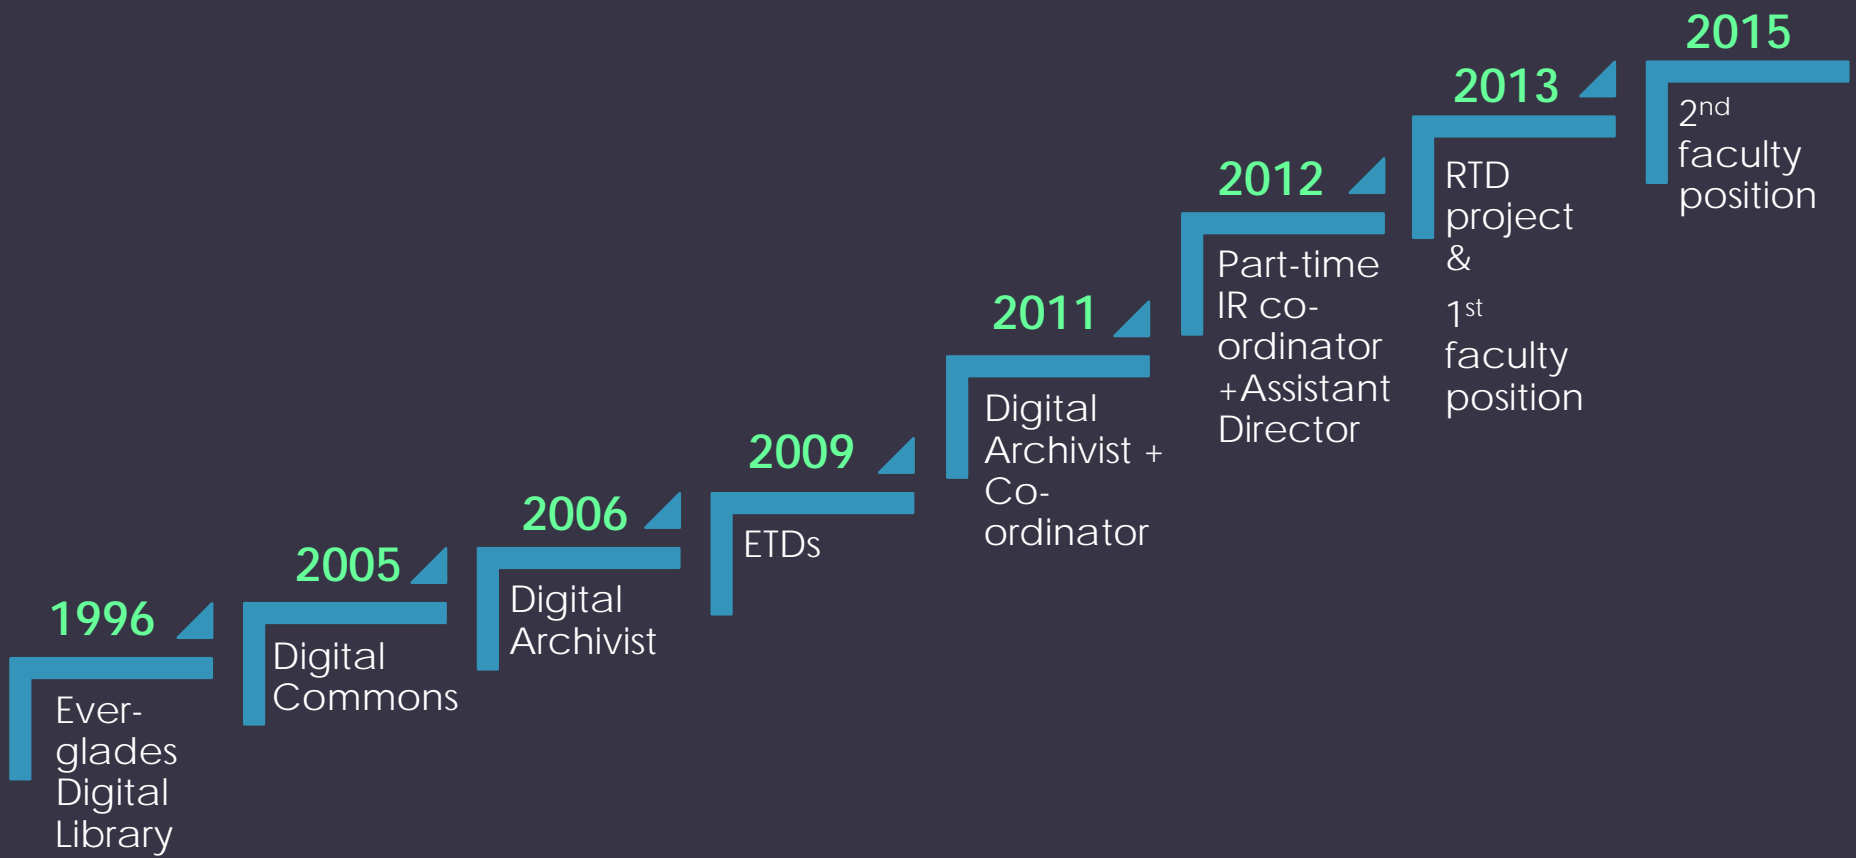 1996
Ever-
glades
Digital
Library
2005
Digital
Commons
2006
Digital
Archivist
2009
ETDs
2011
Digital
Archivist +
Co-
ordinator
2012
Part-time
IR co-
ordinator
+Assistant
Director
2013
RTD
project
&
1st
faculty
position
2015
2nd
faculty
position